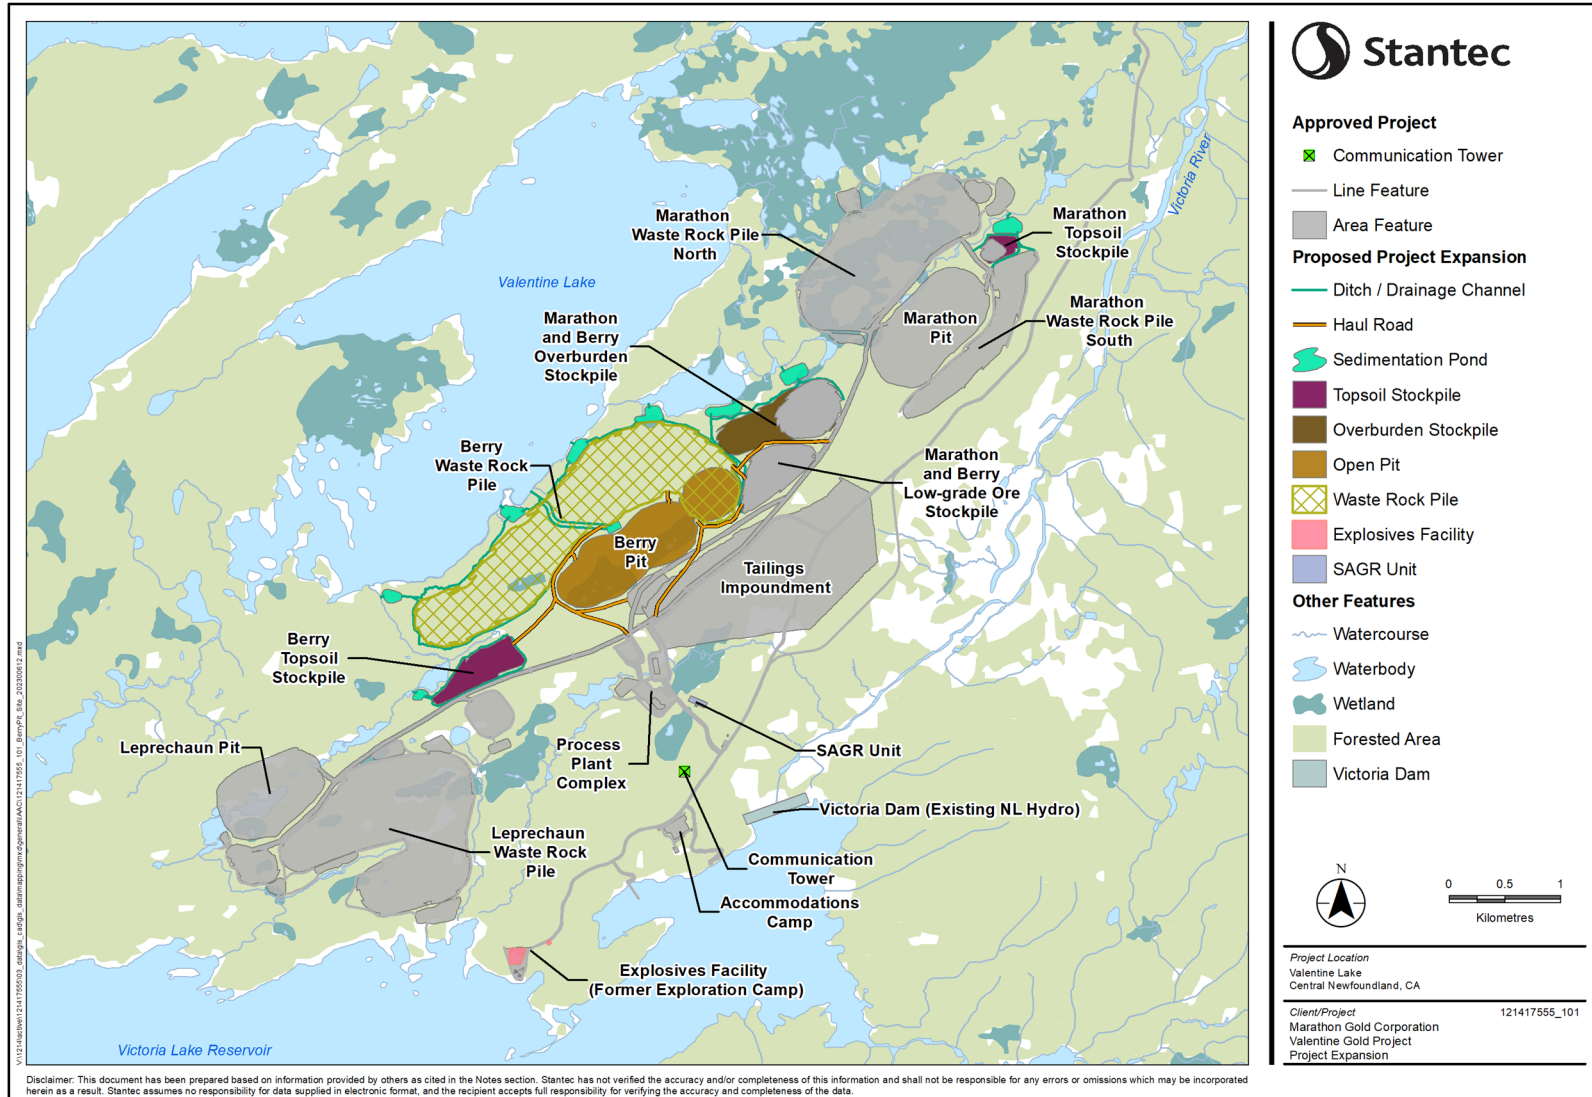 Stantec
Approved Project
Communication Tower
Line Feature
Area Feature
Proposed Project Expansion
Ditch / Drainage Channel
Haul Road
Sedimentation Pond
Topsoil Stockpile
Overburden Stockpile
Open Pit
Waste Rock Pile
Explosives Facility
SAGR Unit
Other Features
Watercourse
Waterbody
Wetland
Forested Area
Victoria Dam
N
0 0.5 1
Kilometres
Project Location
Valentine Lake
Central Newfoundland, CA
Client/Project 121417555_101
Marathon Gold Corporation
Valentine Gold Project
Project Expansion
Victoria River
Marathon
Waste Rock Pile
North
Marathon
Topsoil
Stockpile
Valentine Lake
Marathon
and Berry
Overburden
Stockpile
Marathon
Pit
Marathon
Waste Rock Pile
South
Berry
Waste Rock
Pile
Marathon
and Berry
Low-grade Ore
Stockpile
Berry
Pit
Tailings
Impoundment
Berry
Topsoil
Stockpile
Leprechaun Pit
Process
Plant
Complex
SAGR Unit
Victoria Dam (Existing NL Hydro)
Leprechaun
Waste Rock
Pile
Communication
Tower
Accommodations
Camp
Explosives Facility
(Former Exploration Camp)
Victoria Lake Reservoir
Disclaimer: This document has been prepared based on information provided by others as cited in the Notes section. Stantec has not verified the accuracy and/or completeness of this information and shall not be responsible for any errors or omissions which may be incorporated
herein as a result. Stantec assumes no responsibility for data supplied in electronic format, and the recipient accepts full responsibility for verifying the accuracy and completeness of the data.